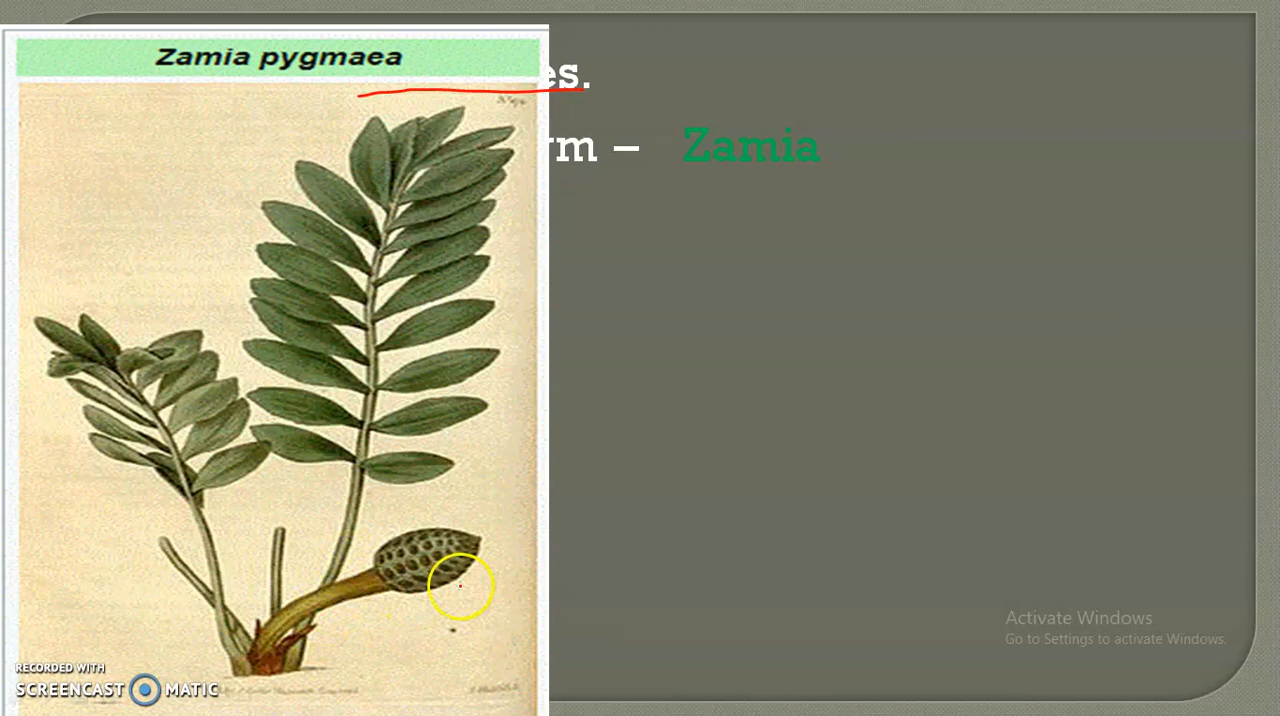 Zamia pygmaea
es.
rm – Zamia
Activate Windows
Go to Settings to activate Windows.
RECORDED WITH
SCREENCAST MATIC